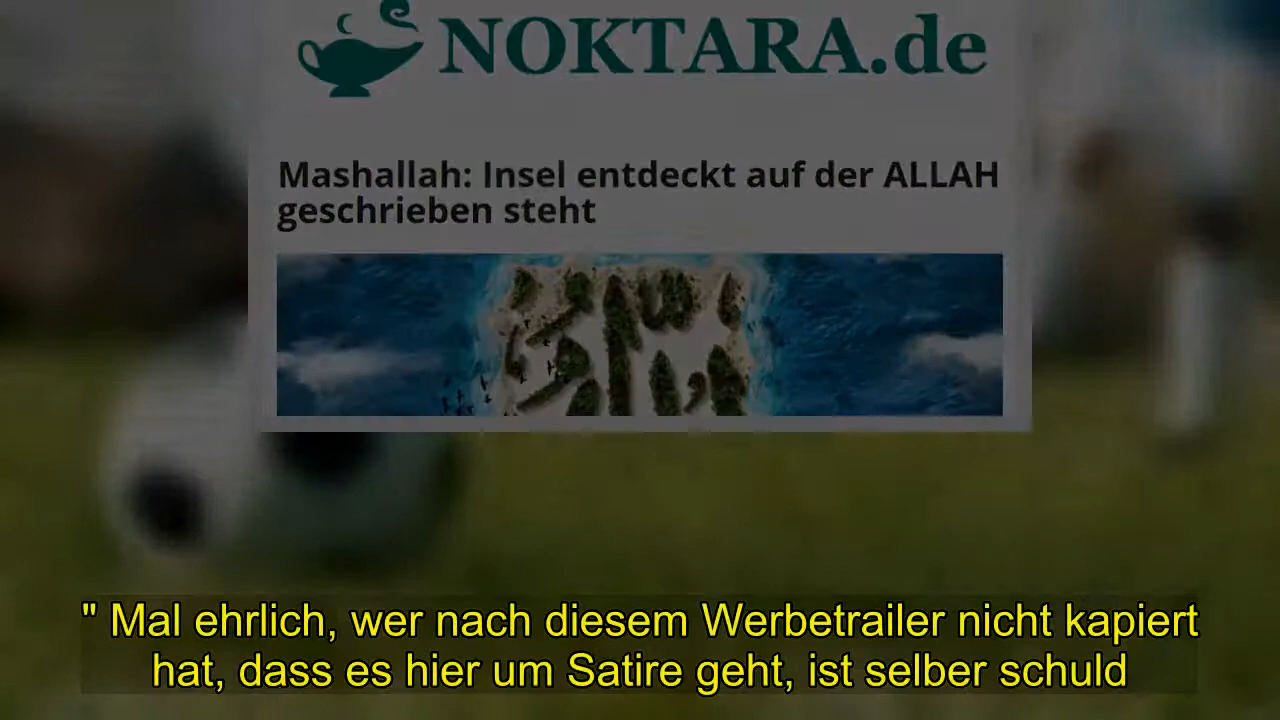 NOKTARA.de
Mashallah: Insel entdeckt auf der ALLAH
geschrieben steht
" Mal ehrlich, wer nach diesem Werbetrailer nicht kapiert
hat, dass es hier um Satire geht, ist selber schuld